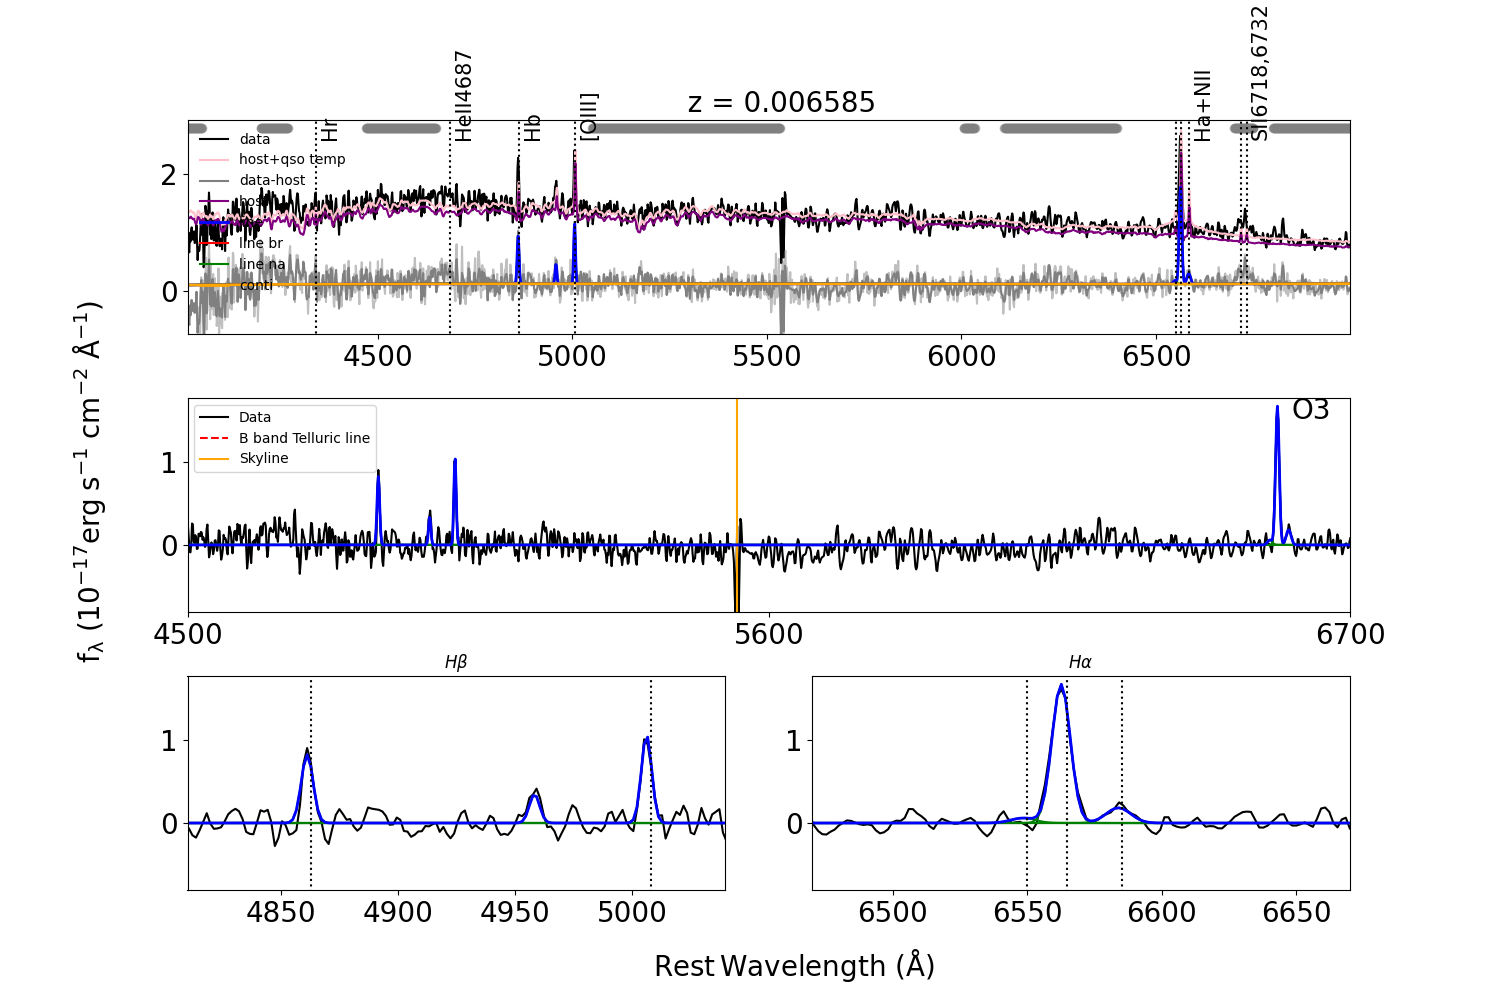 z = 0.006585
Hr
HeII4687
Hb
[OIII]
Ha+NII
SII6718,6732
data
host+qso temp
data-host
host
line br
line na
conti
2
0
4500 5000 5500 6000 6500
Data
B band Telluric line
Skyline
O3
1
0
4500 5600 6700
fλ (10−17erg s−1 cm−2 Å−1)
Hβ
1
0
4850 4900 4950 5000
Hα
1
0
6500 6550 6600 6650
Rest Wavelength (Å)